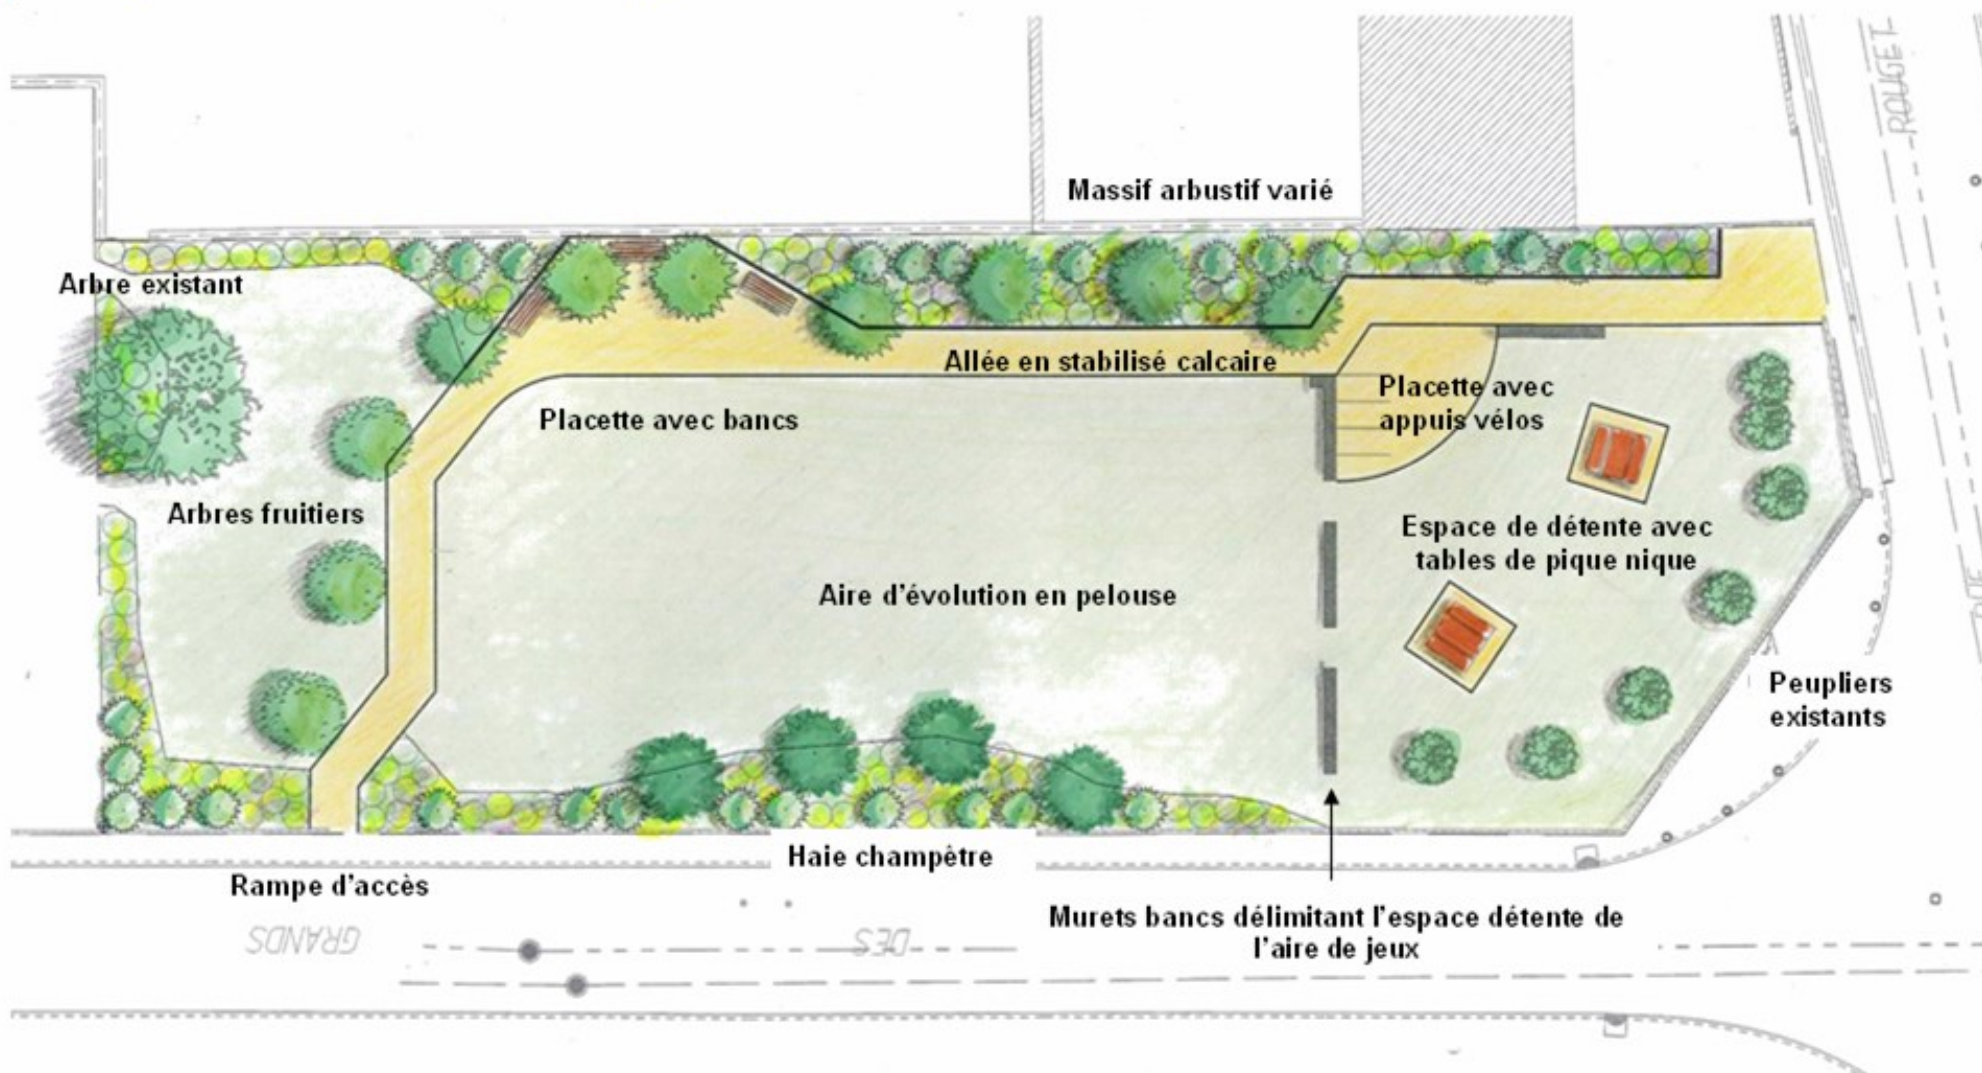 ROUGET
Massif arbustif varié
Arbre existant
Allée en stabilisé calcaire
Placette avec
appuis vélos
Placette avec bancs
Arbres fruitiers
Espace de détente avec
tables de pique nique
Aire d'évolution en pelouse
RUE
Peupliers
existants
Haie champêtre
Rampe d'accès
Murets bancs délimitant l'espace détente de
l'aire de jeux
GRANDS
DES